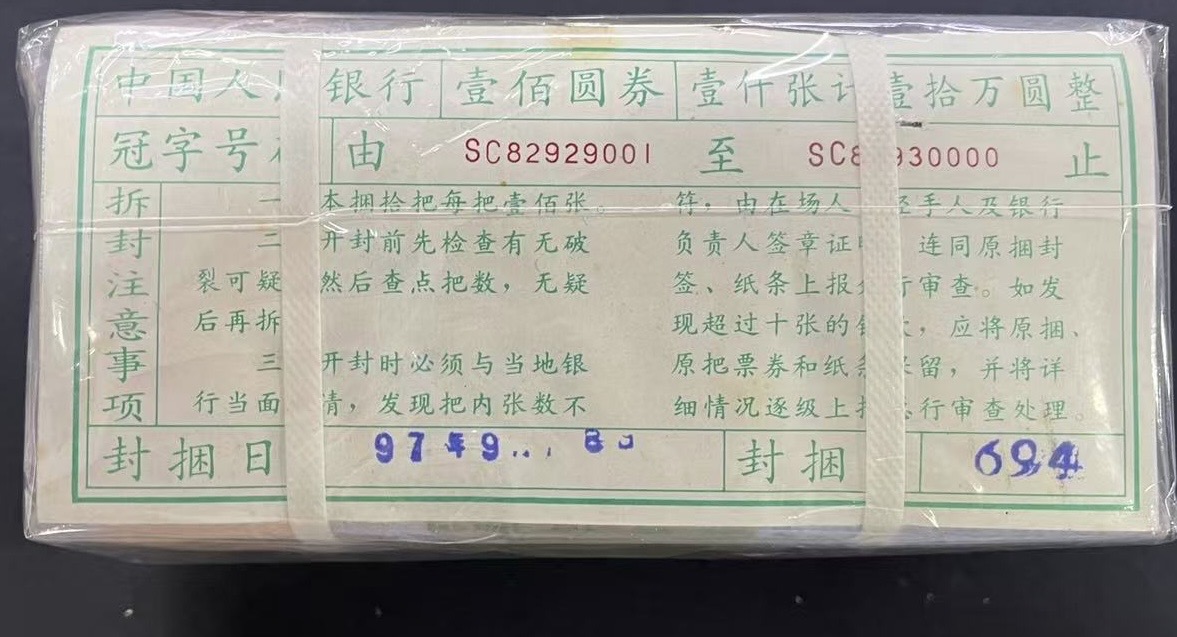 中国人 银行 壹佰圆券 壹仟张计壹拾万圆整
冠字号 由 SC82929001 至 SC8 930000 止
拆封注意事项
一 本捆拾把每把壹佰张。
二 开封前先检查有无破
裂可疑 然后查点把数，无疑
后再拆
三 开封时必须与当地银
行当面 情，发现把内张数不
符，由在场人 经手人及银行
负责人签章证 连同原捆封
签、纸条上报 行审查。如发
现超过十张的 ，应将原捆、
原把票券和纸条 留，并将详
细情况逐级上 行审查处理。
封捆日 97年9 封捆 694